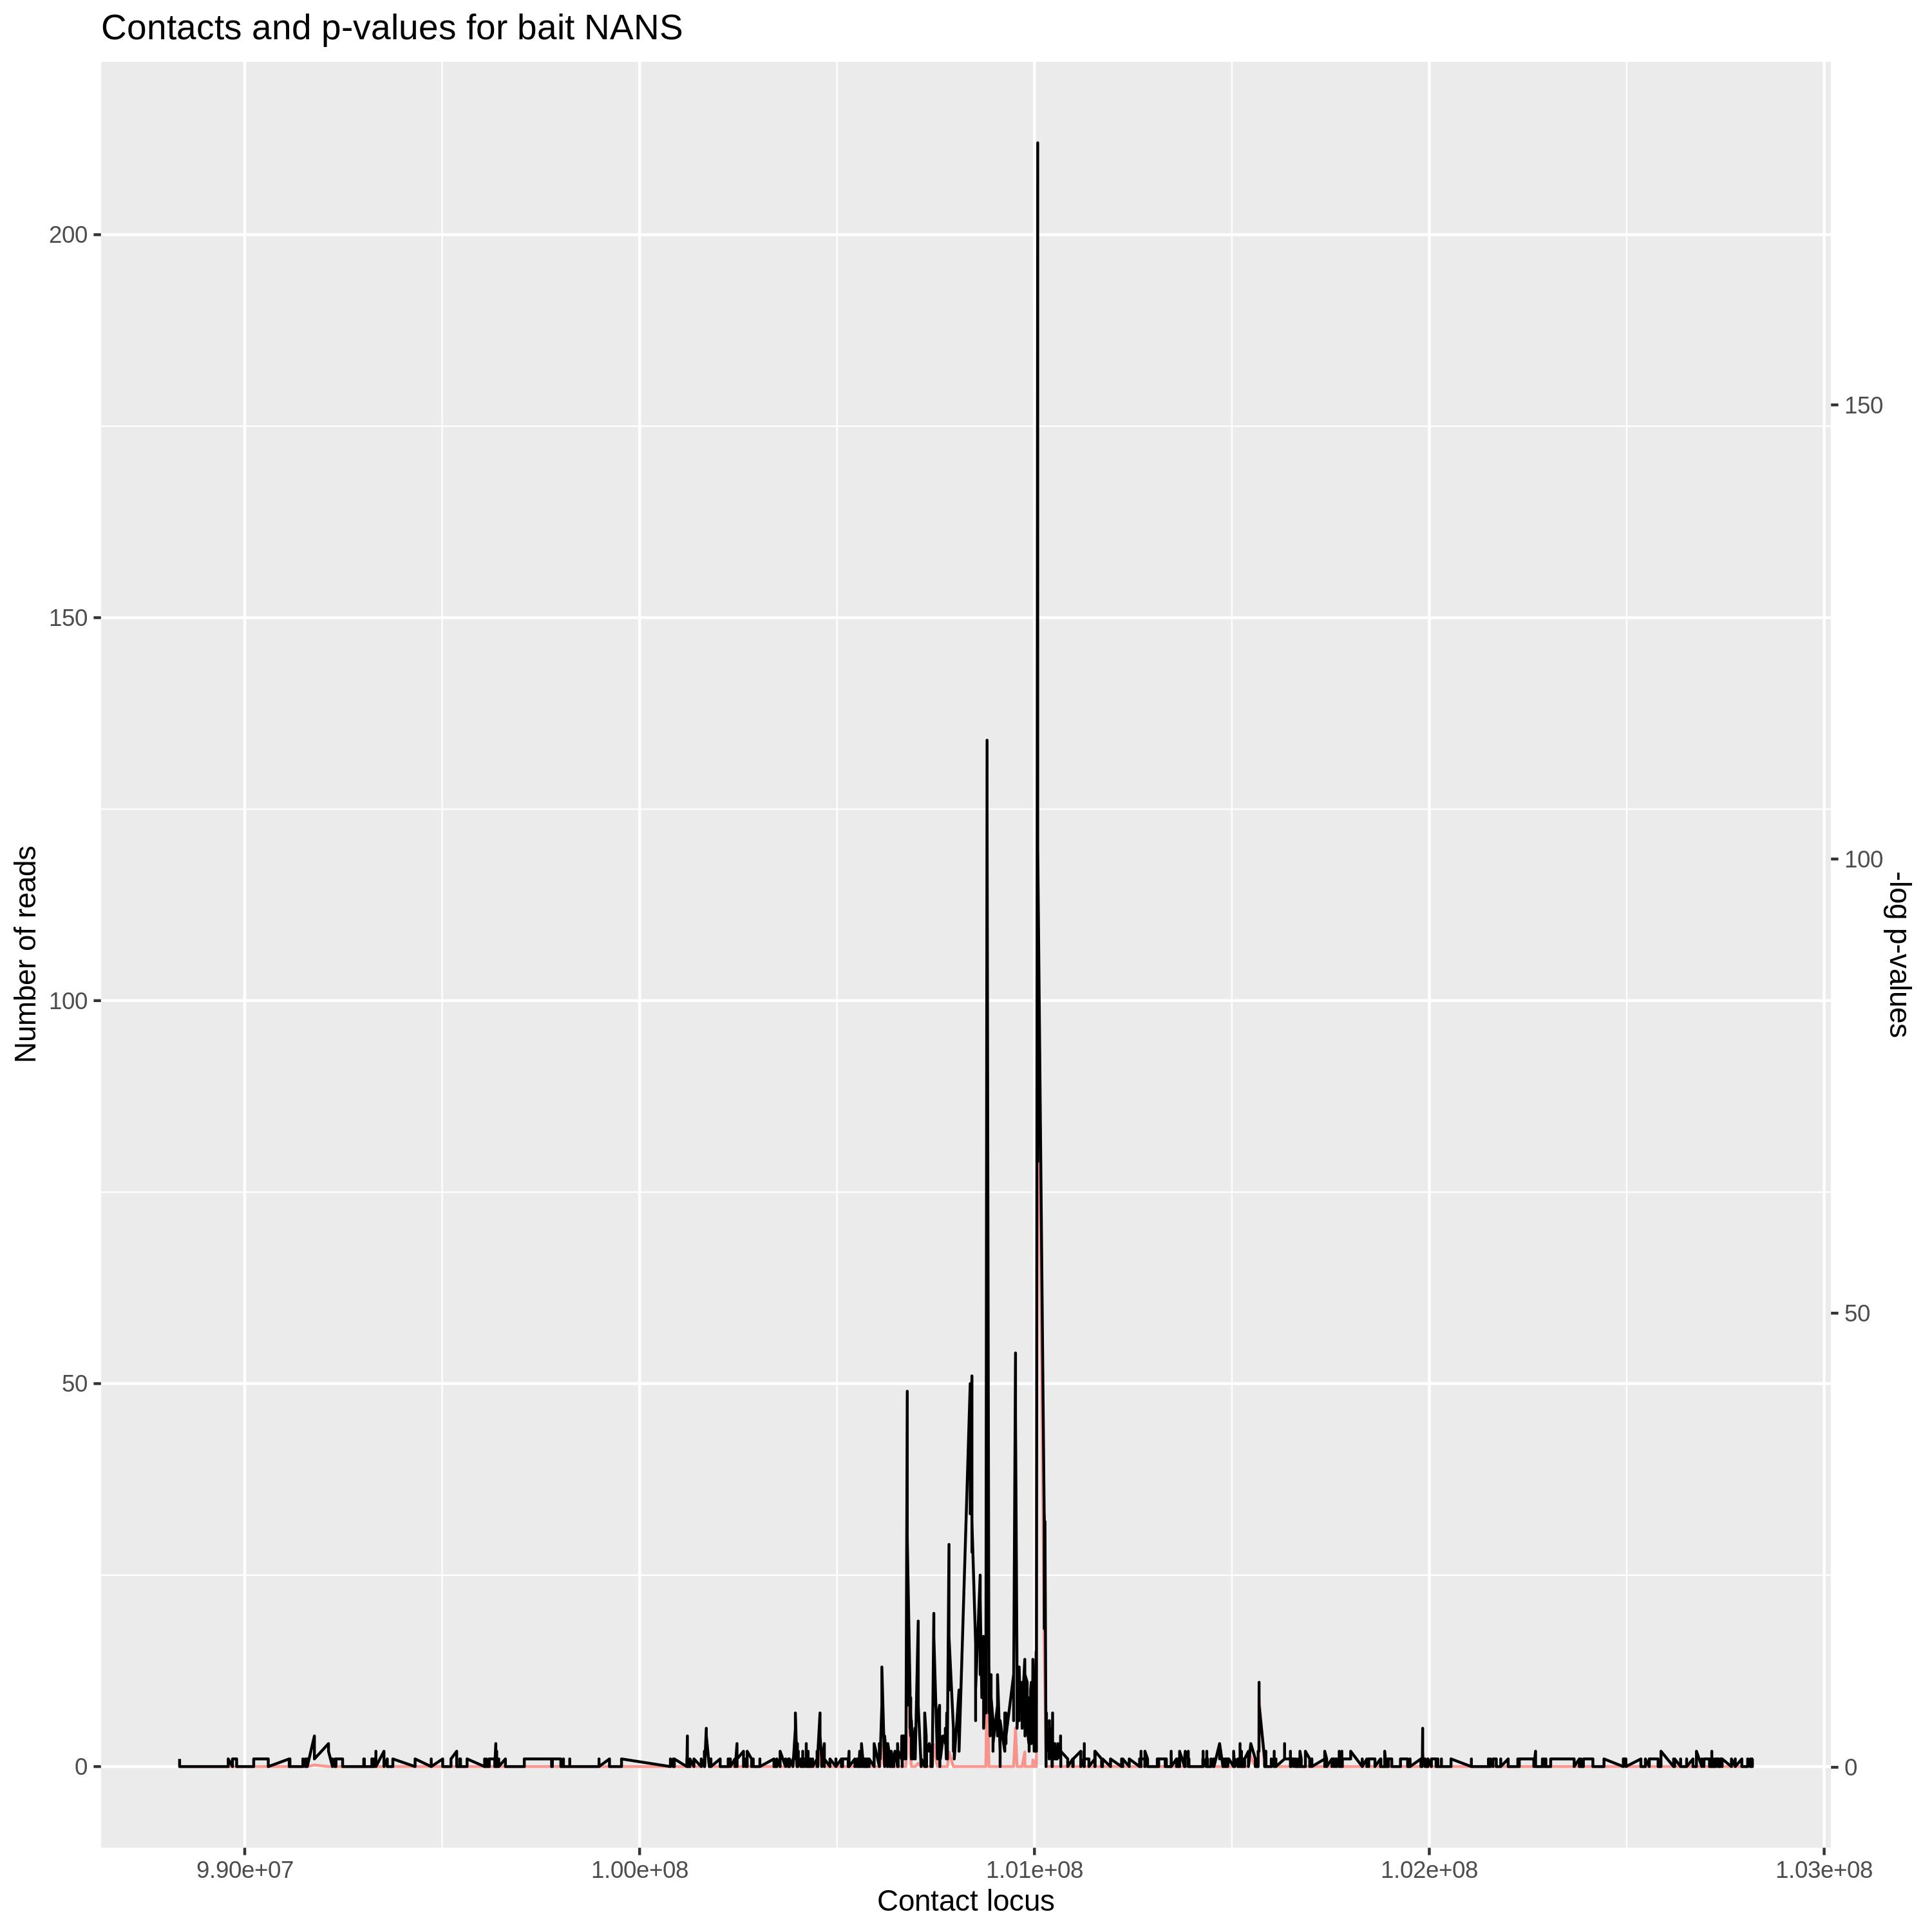 Contacts and p-values for bait NANS
200
150
100
50
0
Number of reads
150
100
50
0
-log p-values
9.90e+07
1.00e+08
1.01e+08
1.02e+08
1.03e+08
Contact locus